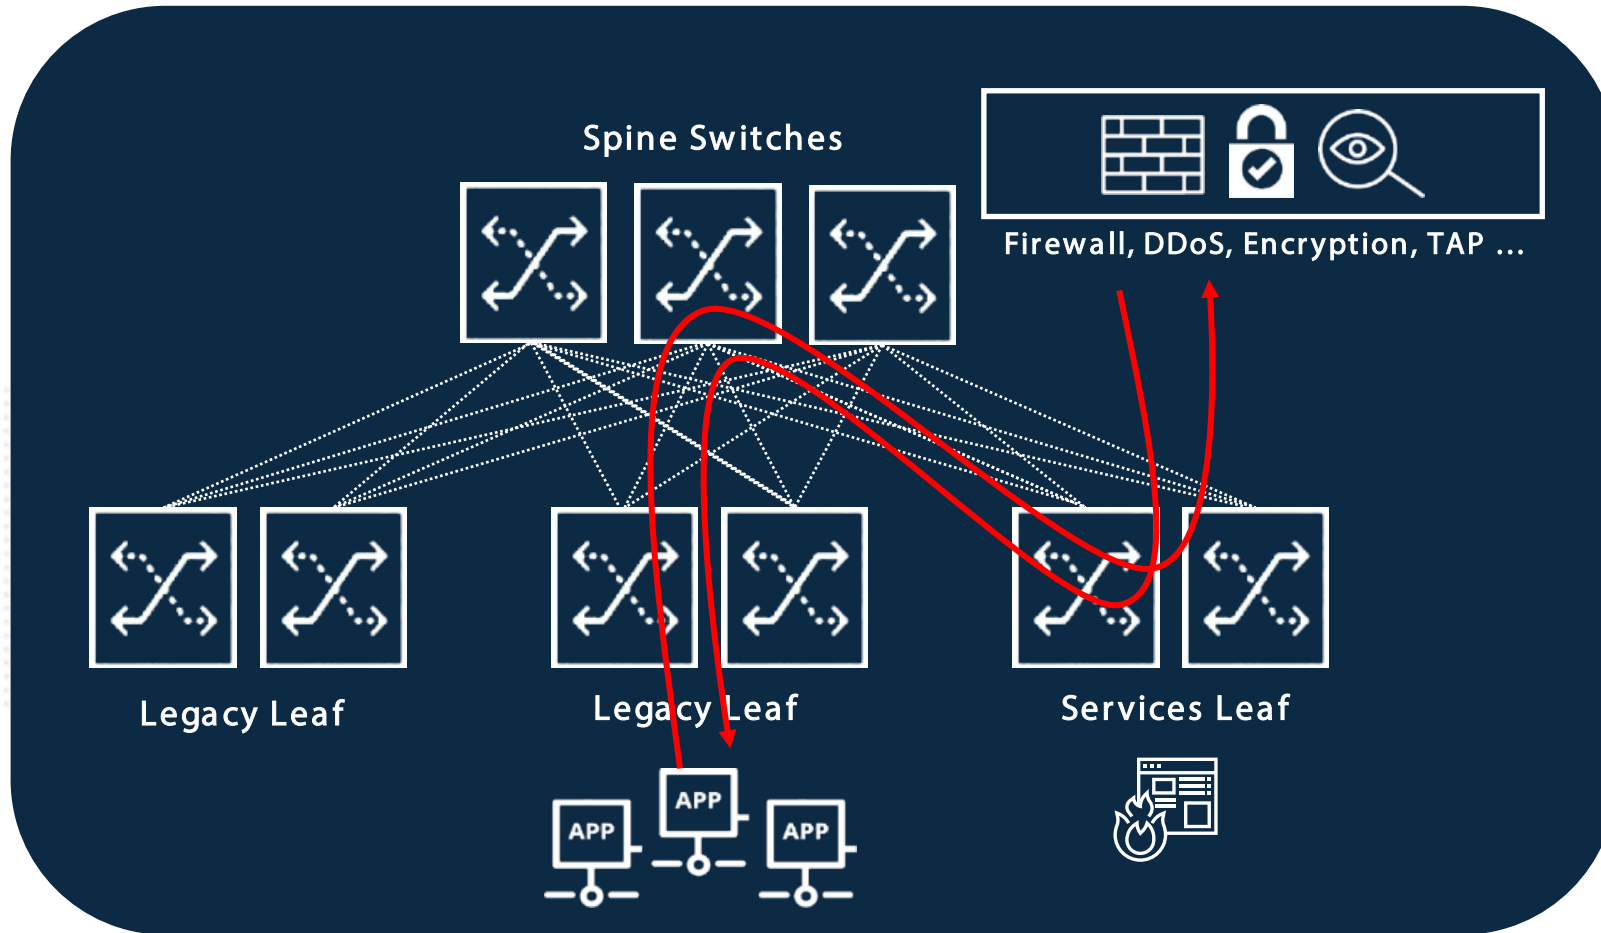 Spine Switches
Firewall, DDoS, Encryption, TAP ...
Legacy Leaf
Legacy Leaf
Services Leaf
APP
APP
APP